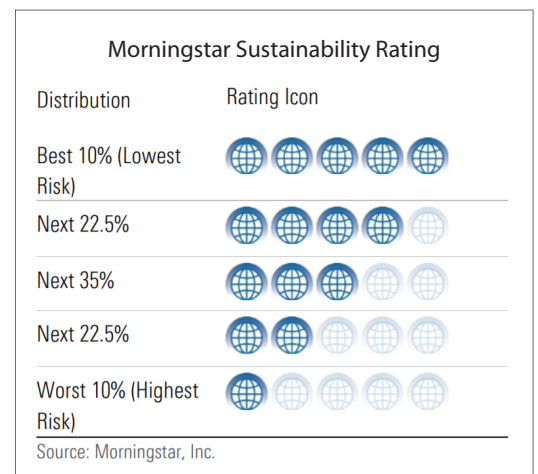 Morningstar Sustainability Rating
Distribution Rating Icon
Best 10% (Lowest
Risk)
Next 22.5%
Next 35%
Next 22.5%
Worst 10% (Highest
Risk)
Source: Morningstar, Inc.